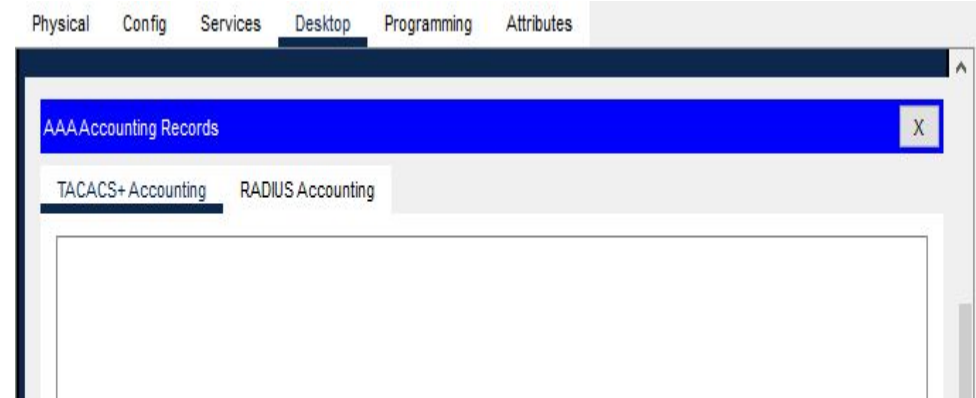 Physical Config Services Desktop Programming Attributes
AAA Accounting Records X
TACACS+ Accounting RADIUS Accounting